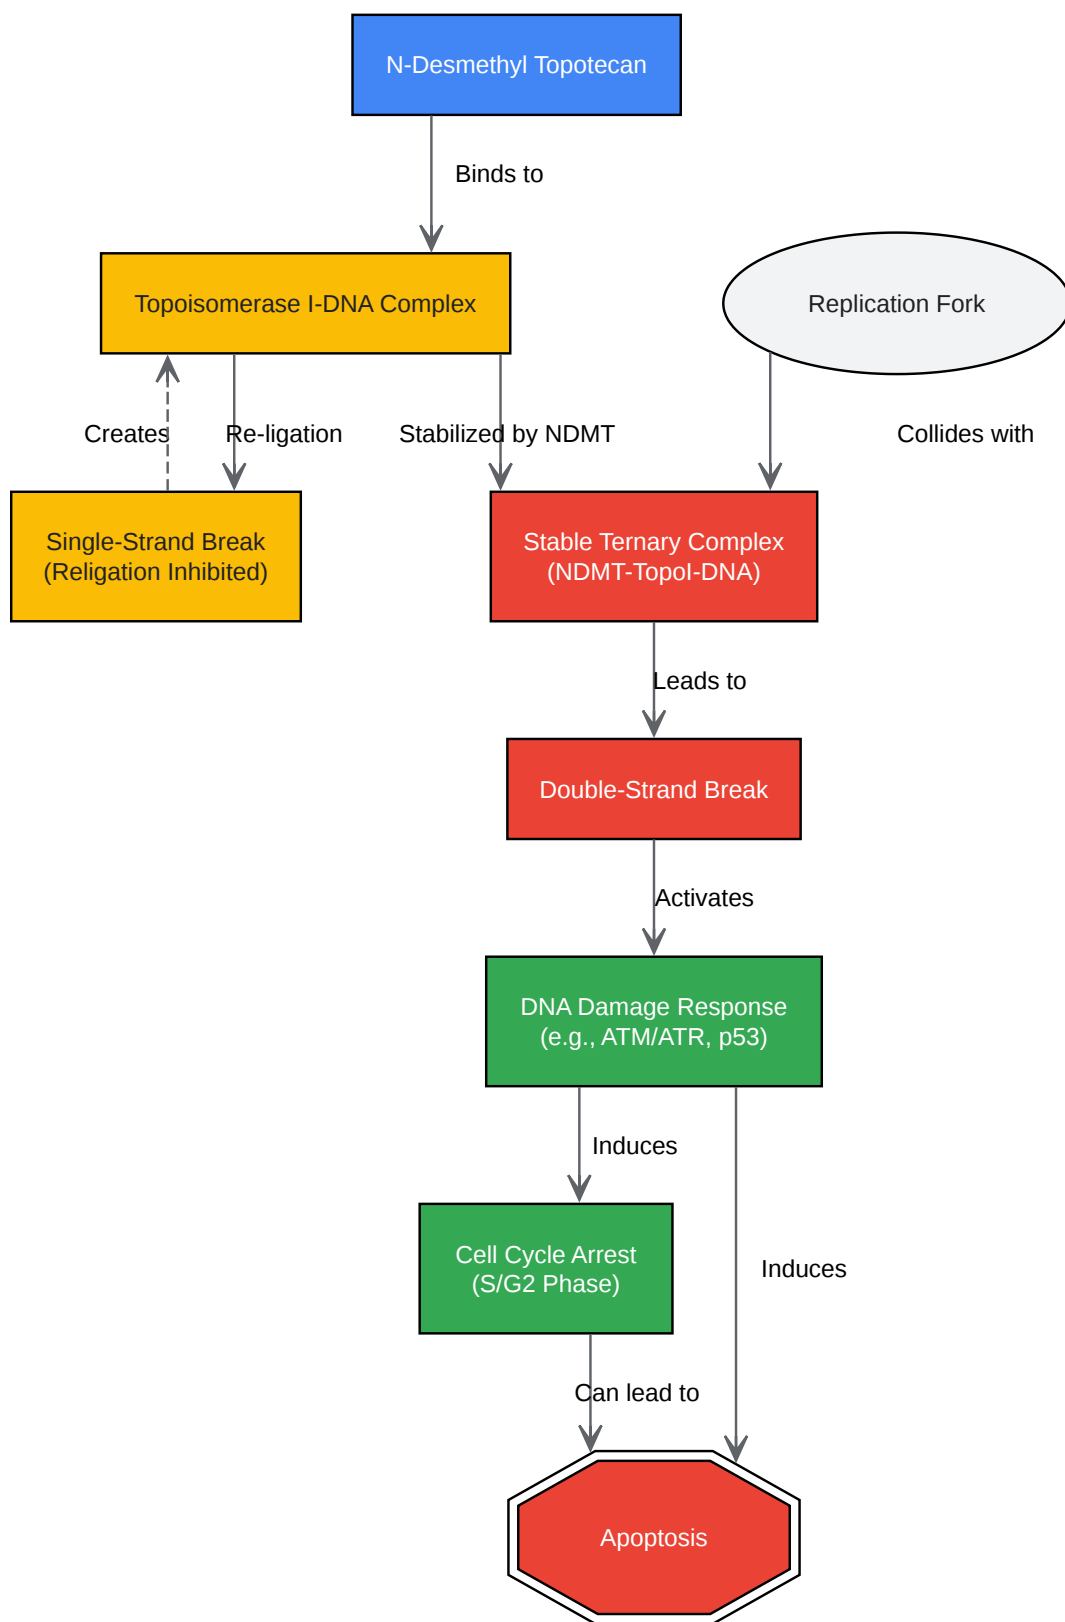 N-Desmethyl Topotecan
Binds to
Topoisomerase I-DNA Complex
Replication Fork
Creates
Re-ligation
Stabilized by NDMT
Collides with
Single-Strand Break
(Religation Inhibited)
Stable Ternary Complex
(NDMT-TopoI-DNA)
Leads to
Double-Strand Break
Activates
DNA Damage Response
(e.g., ATM/ATR, p53)
Induces
Cell Cycle Arrest
(S/G2 Phase)
Induces
Can lead to
Apoptosis